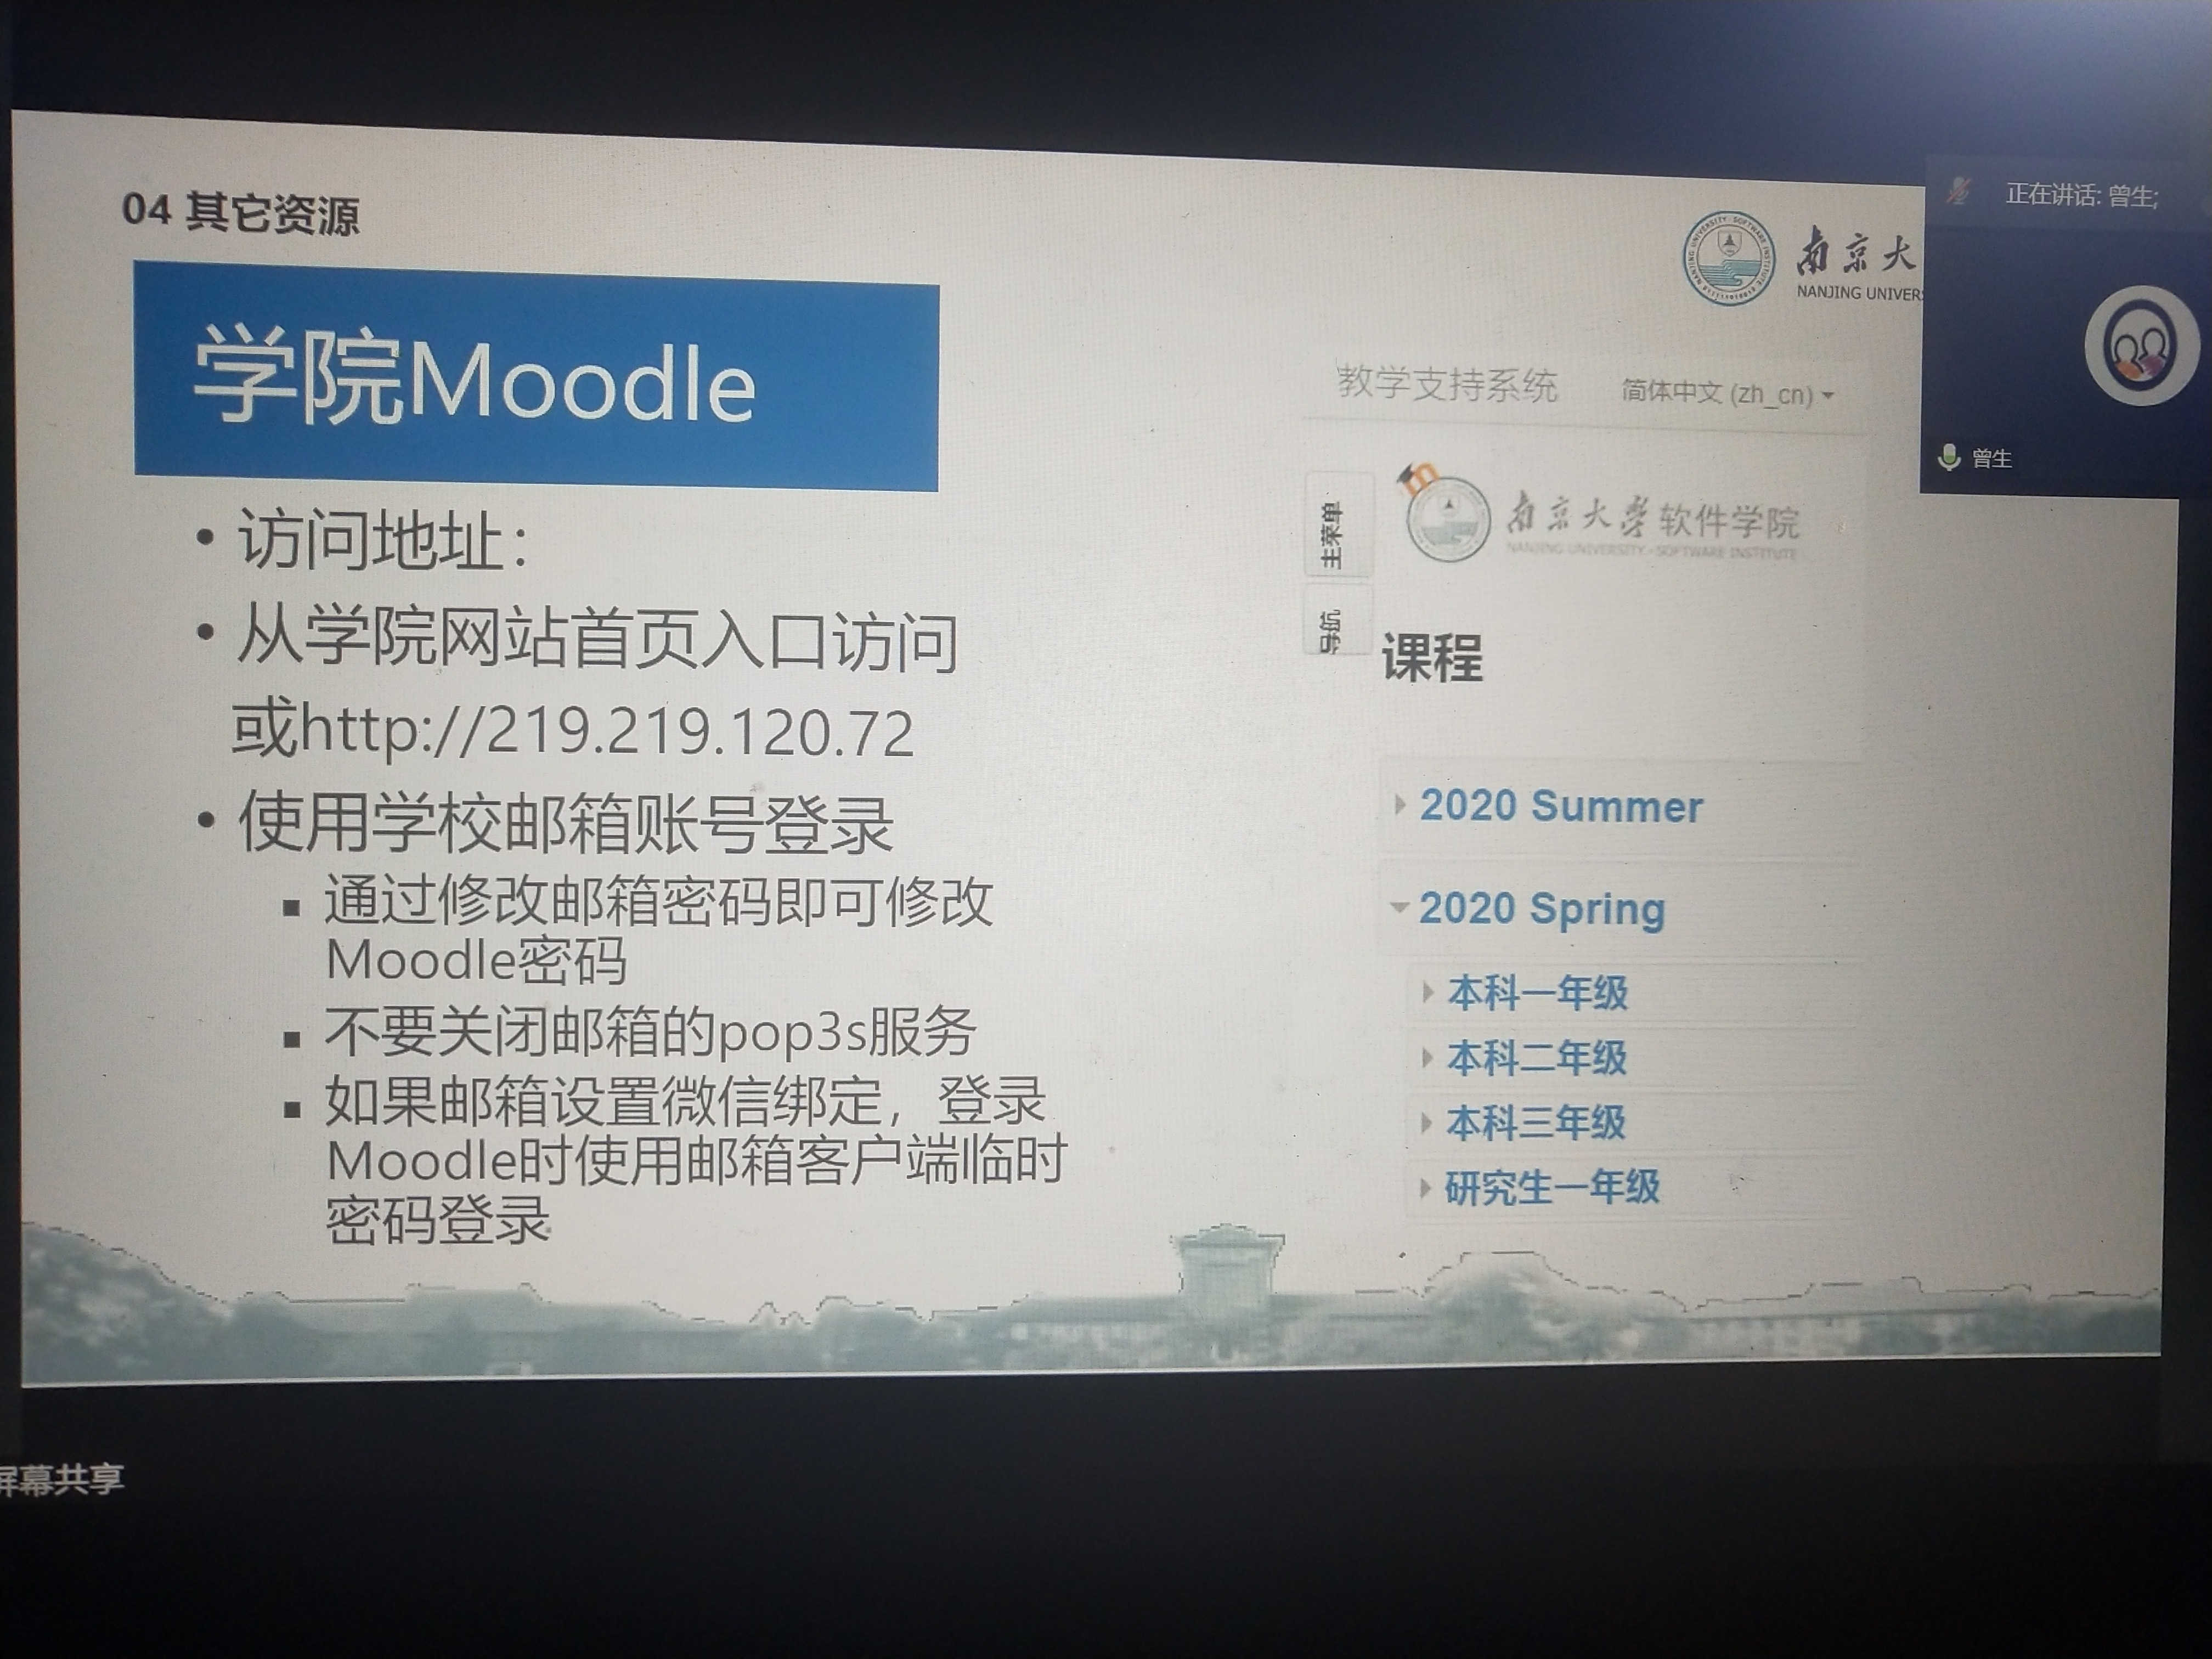 04 其它资源
学院Moodle
• 访问地址：
• 从学院网站首页入口访问
或http://219.219.120.72
• 使用学校邮箱账号登录
▪ 通过修改邮箱密码即可修改
Moodle密码
▪ 不要关闭邮箱的pop3s服务
▪ 如果邮箱设置微信绑定，登录
Moodle时使用邮箱客户端临时
密码登录
南京大
NANJING UNIVERS
教学支持系统 简体中文 (zh_cn)
主菜单
导航
南京大学软件学院
NANJING UNIVERSITY · SOFTWARE INSTITUTE
课程
2020 Summer
2020 Spring
本科一年级
本科二年级
本科三年级
研究生一年级
正在讲话: 曾生;
曾生
屏幕共享